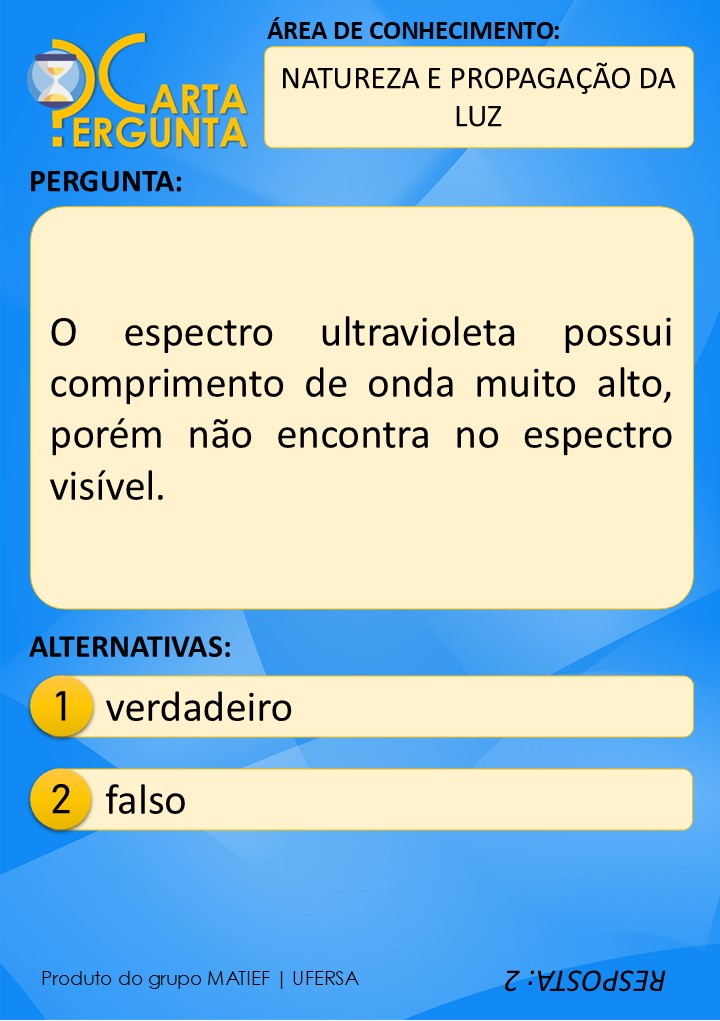 ÁREA DE CONHECIMENTO:
CARTA
PERGUNTA
NATUREZA E PROPAGAÇÃO DA
LUZ
PERGUNTA:
O espectro ultravioleta possui
comprimento de onda muito alto,
porém não encontra no espectro
visível.
ALTERNATIVAS:
1 verdadeiro
2 falso
Produto do grupo MATIEF | UFERSA
RESPOSTA: 2